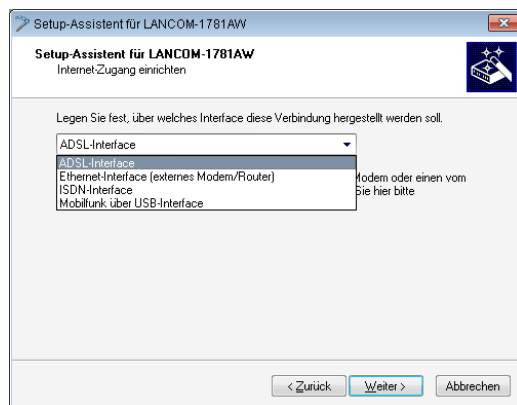 Setup-Assistent für LANCOM-1781AW
Setup-Assistent für LANCOM-1781AW
Internet-Zugang einrichten
Legen Sie fest, über welches Interface diese Verbindung hergestellt werden soll.
ADSL-Interface
ADSL-Interface
Ethernet-Interface (externes Modem/Router)
ISDN-Interface
Mobilfunk über USB-Interface
Modem oder einen vom
Sie hier bitte
< Zurück
Weiter >
Abbrechen